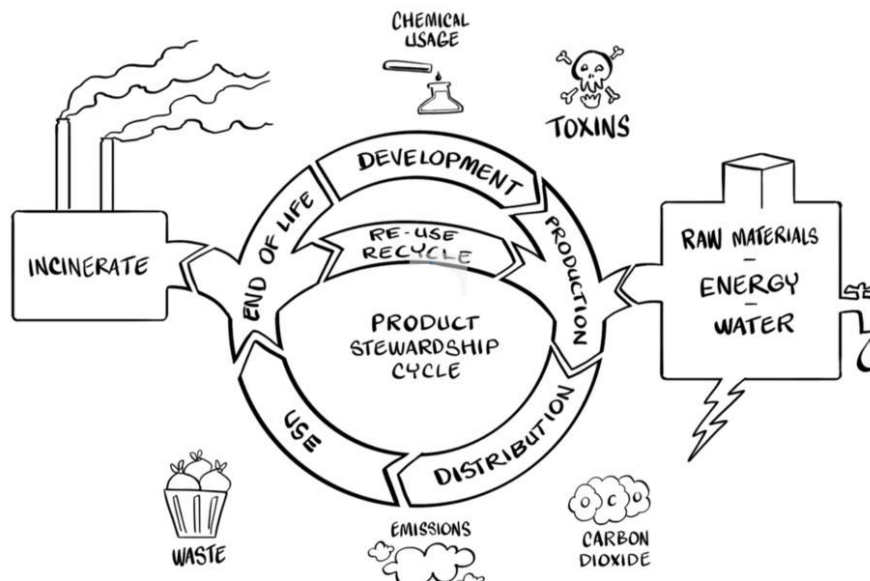 CHEMICAL
USAGE
TOXINS
DEVELOPMENT
PRODUCTION
END OF LIFE
RE-USE
RECYCLE
INCINERATE
RAW MATERIALS
–
ENERGY
–
WATER
PRODUCT
STEWARDSHIP
CYCLE
USE
DISTRIBUTION
WASTE
EMISSIONS
O C O
CARBON
DIOXIDE